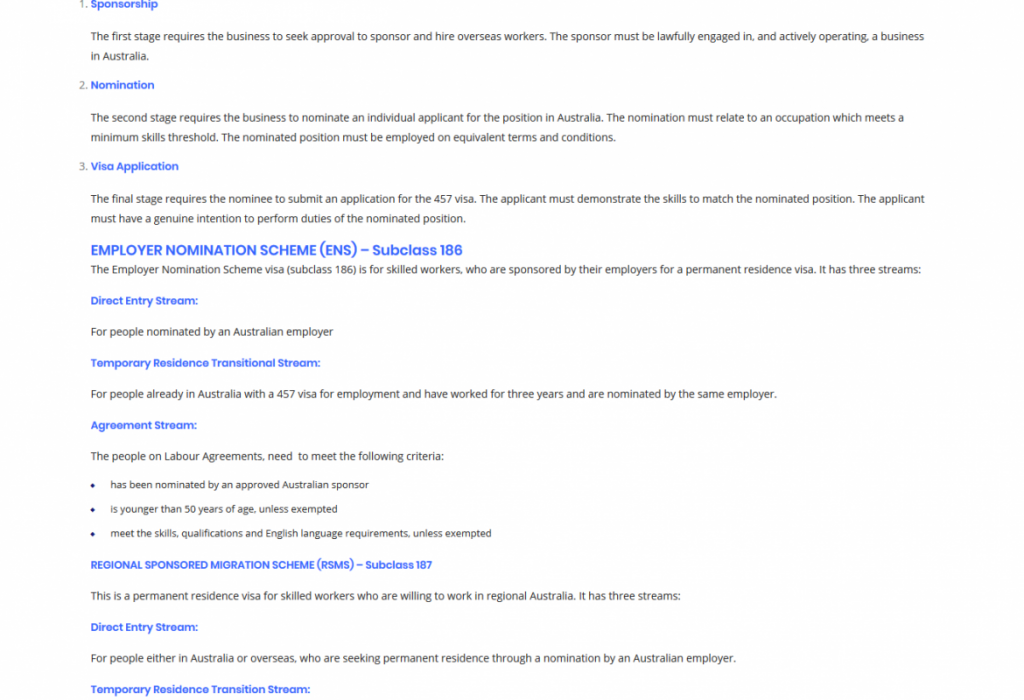 1. Sponsorship
The first stage requires the business to seek approval to sponsor and hire overseas workers. The sponsor must be lawfully engaged in, and actively operating, a business
in Australia.
2. Nomination
The second stage requires the business to nominate an individual applicant for the position in Australia. The nomination must relate to an occupation which meets a
minimum skills threshold. The nominated position must be employed on equivalent terms and conditions.
3. Visa Application
The final stage requires the nominee to submit an application for the 457 visa. The applicant must demonstrate the skills to match the nominated position. The applicant
must have a genuine intention to perform duties of the nominated position.
EMPLOYER NOMINATION SCHEME (ENS) – Subclass 186
The Employer Nomination Scheme visa (subclass 186) is for skilled workers, who are sponsored by their employers for a permanent residence visa. It has three streams:
Direct Entry Stream:
For people nominated by an Australian employer
Temporary Residence Transitional Stream:
For people already in Australia with a 457 visa for employment and have worked for three years and are nominated by the same employer.
Agreement Stream:
The people on Labour Agreements, need  to meet the following criteria:
has been nominated by an approved Australian sponsor
is younger than 50 years of age, unless exempted
meet the skills, qualifications and English language requirements, unless exempted
REGIONAL SPONSORED MIGRATION SCHEME (RSMS) – Subclass 187
This is a permanent residence visa for skilled workers who are willing to work in regional Australia. It has three streams:
Direct Entry Stream:
For people either in Australia or overseas, who are seeking permanent residence through a nomination by an Australian employer.
Temporary Residence Transition Stream: